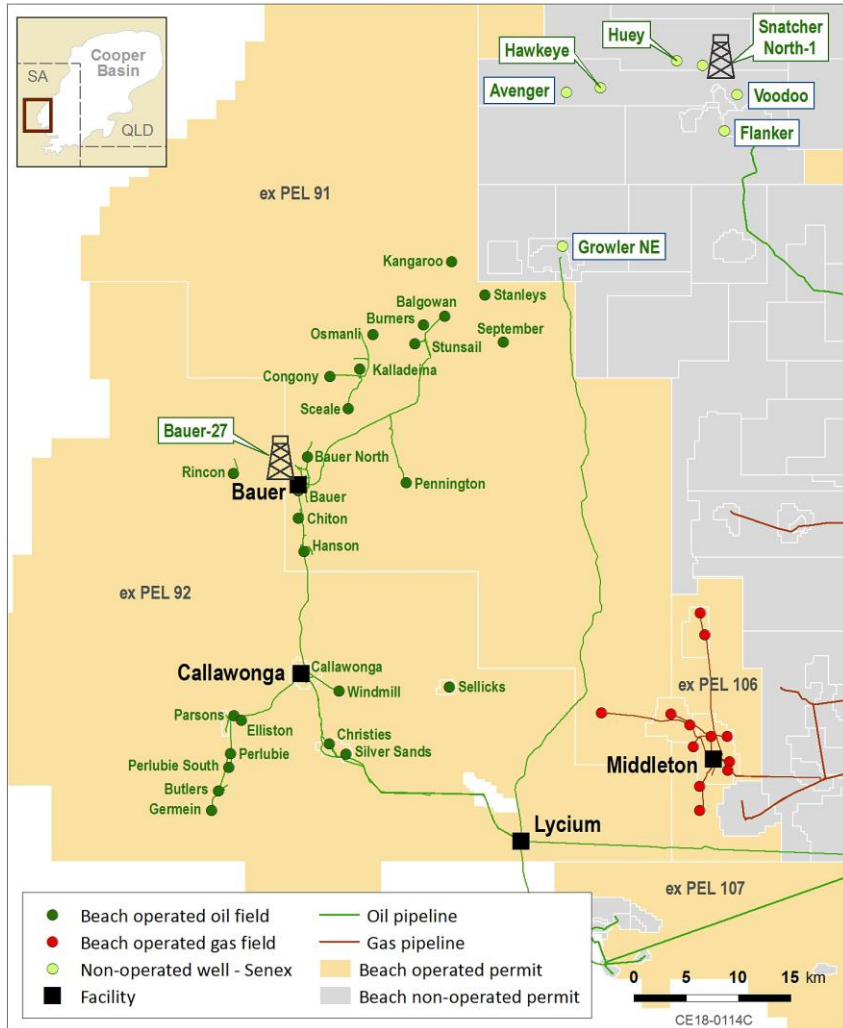 Cooper
Basin
SA
QLD
Huey
Snatcher
North-1
Hawkeye
Avenger
Voodoo
Flanker
ex PEL 91
Growler NE
Kangaroo
Stanleys
Balgowan
Burners
Osmanli
September
Stunsail
Kalladeina
Congony
Sceale
Bauer-27
Bauer North
Rincon
Pennington
Bauer
Bauer
Chiton
Hanson
ex PEL 92
Callawonga
Callawonga
Windmill
Sellicks
ex PEL 106
Parsons
Elliston
Christies
Silver Sands
Perlubie
Perlubie South
Middleton
Butlers
Germein
Lycium
ex PEL 107
Beach operated oil field
Beach operated gas field
Non-operated well - Senex
Facility
Oil pipeline
Gas pipeline
Beach operated permit
Beach non-operated permit
0 5 10 15 km
CE18-0114C